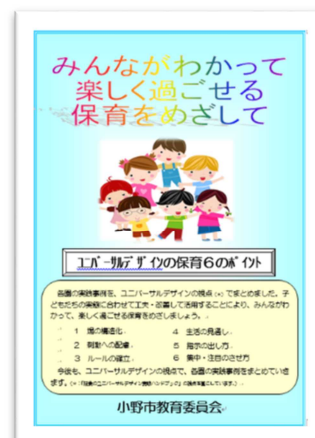 みんながわかって
楽しく過ごせる
保育をめざして
ユニバーサルデザインの保育6のポイント
各園の実践事例を、ユニバーサルデザインの視点(*)でまとめました。子
どもたちの実態に合わせて工夫・改善して活用することにより、みんながわ
かって、楽しく過ごせる保育をめざしましょう。
1 場の構造化 4 生活の見通し
2 刺激への配慮 5 指示の出し方
3 ルールの確立 6 集中・注目のさせ方
今後も、ユニバーサルデザインの視点で、各園の実践事例をまとめていき
ます。
小野市教育委員会